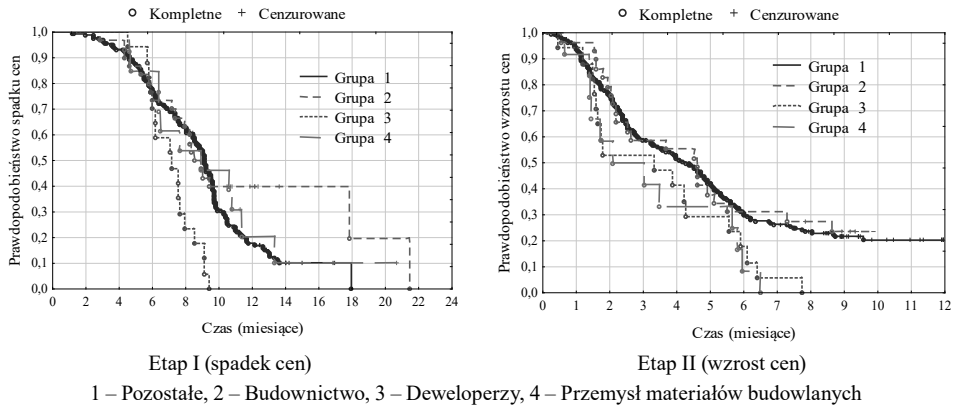 Kompletne + Cenzurowane
Prawdopodobieństwo spadku cen
1,0
0,9
0,8
0,7
0,6
0,5
0,4
0,3
0,2
0,1
0,0
Grupa 1
Grupa 2
Grupa 3
Grupa 4
0 2 4 6 8 10 12 14 16 18 20 22 24
Czas (miesiące)
Etap I (spadek cen)
Kompletne + Cenzurowane
Prawdopodobieństwo wzrostu cen
1,0
0,9
0,8
0,7
0,6
0,5
0,4
0,3
0,2
0,1
0,0
Grupa 1
Grupa 2
Grupa 3
Grupa 4
0 1 2 3 4 5 6 7 8 9 10 11 12
Czas (miesiące)
Etap II (wzrost cen)
1 – Pozostałe, 2 – Budownictwo, 3 – Deweloperzy, 4 – Przemysł materiałów budowlanych